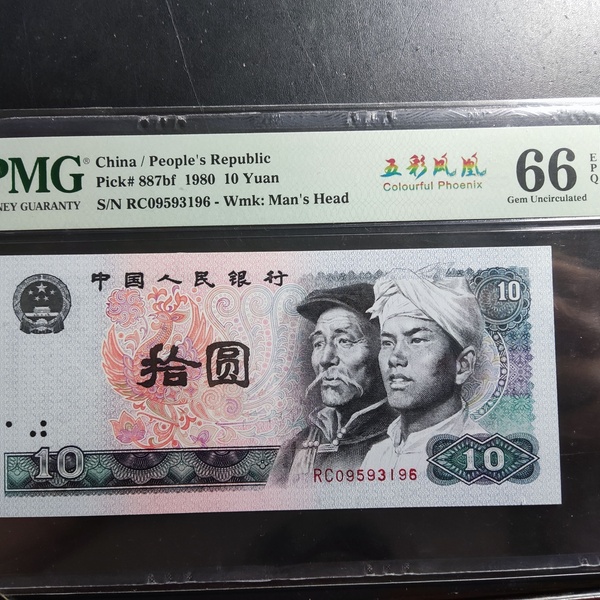 PMG®
NEY GUARANTY
China / People's Republic
Pick# 887bf 1980 10 Yuan
S/N RC09593196 - Wmk: Man's Head
五彩凤凰
Colourful Phoenix
66
EPQ
Gem Uncirculated
中国人民银行
10
拾圆
10
RC09593196
10